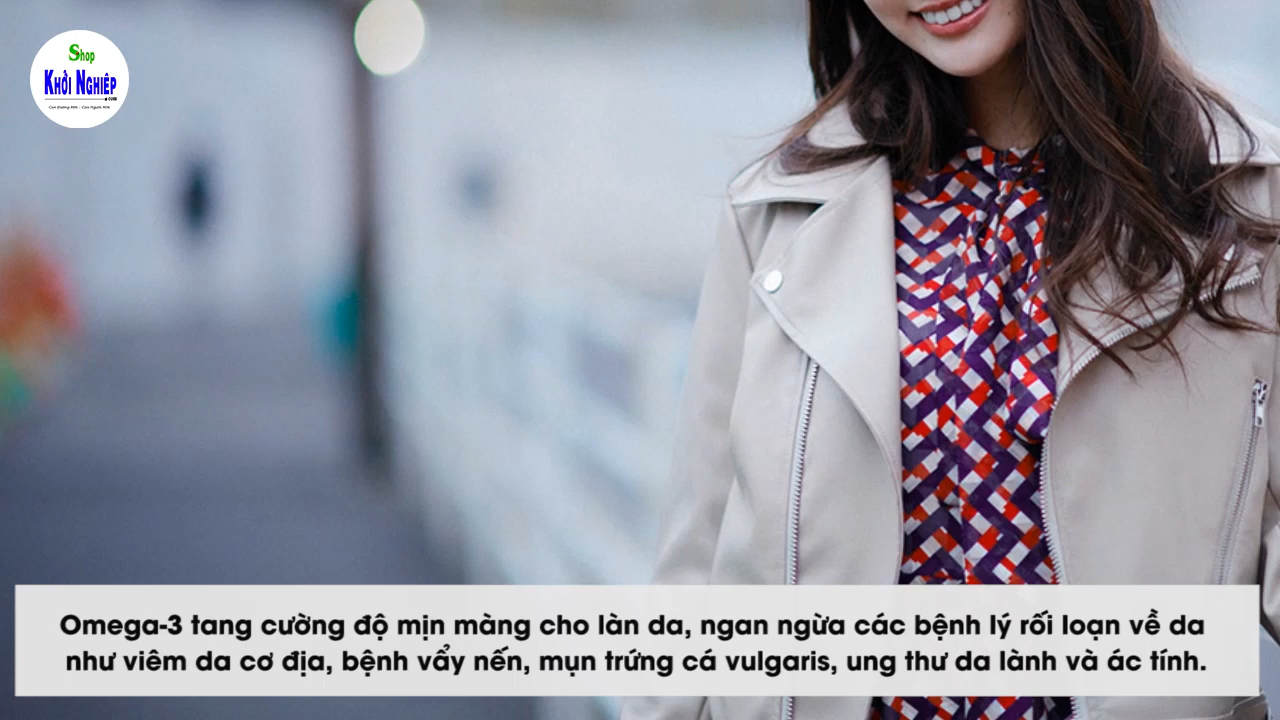 Shop
KHỞI NGHIỆP
.COM
Omega-3 tang cường độ mịn màng cho làn da, ngan ngừa các bệnh lý rối loạn về da
như viêm da cơ địa, bệnh vẩy nến, mụn trứng cá vulgaris, ung thư da lành và ác tính.